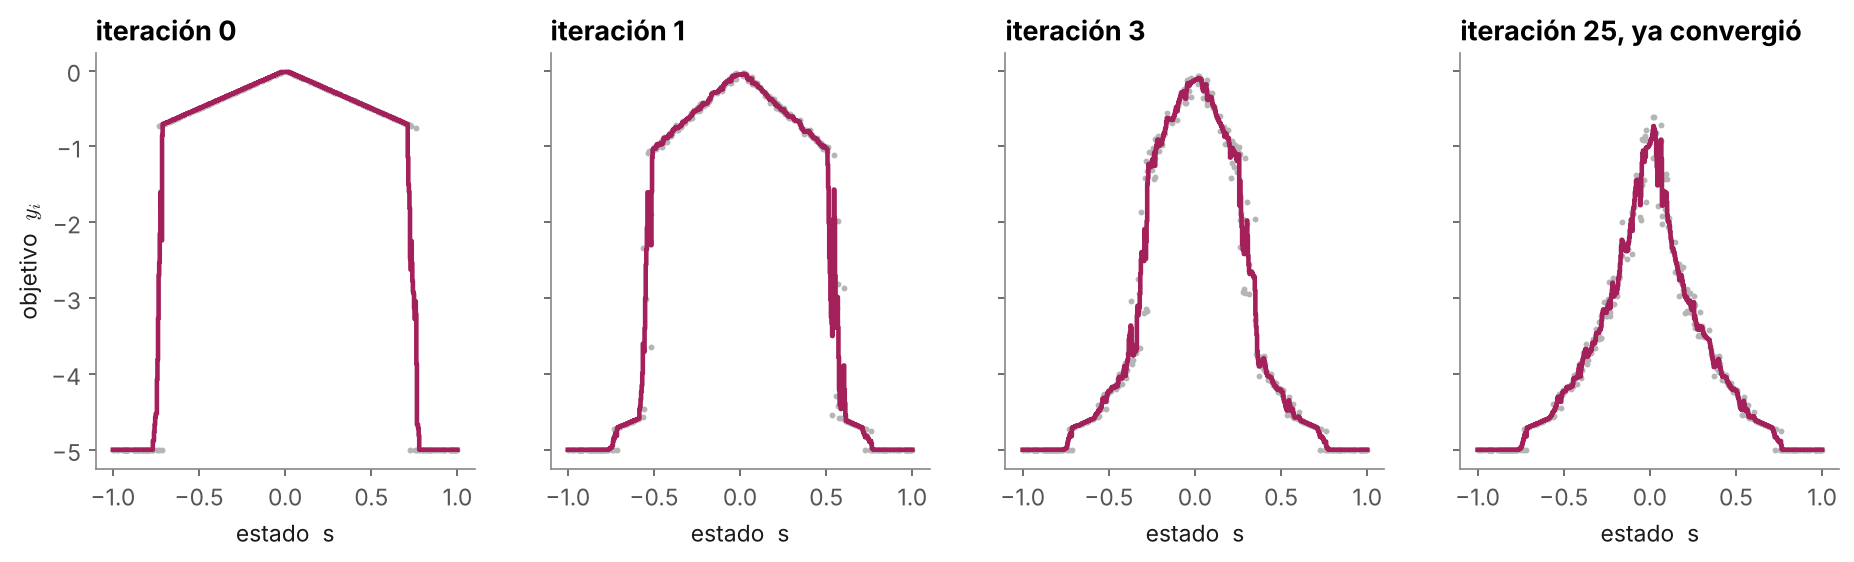 iteración 0
iteración 1
iteración 3
iteración 25, ya convergió
objetivo yᵢ
0
−1
−2
−3
−4
−5
−1.0 −0.5 0.0 0.5 1.0
−1.0 −0.5 0.0 0.5 1.0
−1.0 −0.5 0.0 0.5 1.0
−1.0 −0.5 0.0 0.5 1.0
estado s
estado s
estado s
estado s